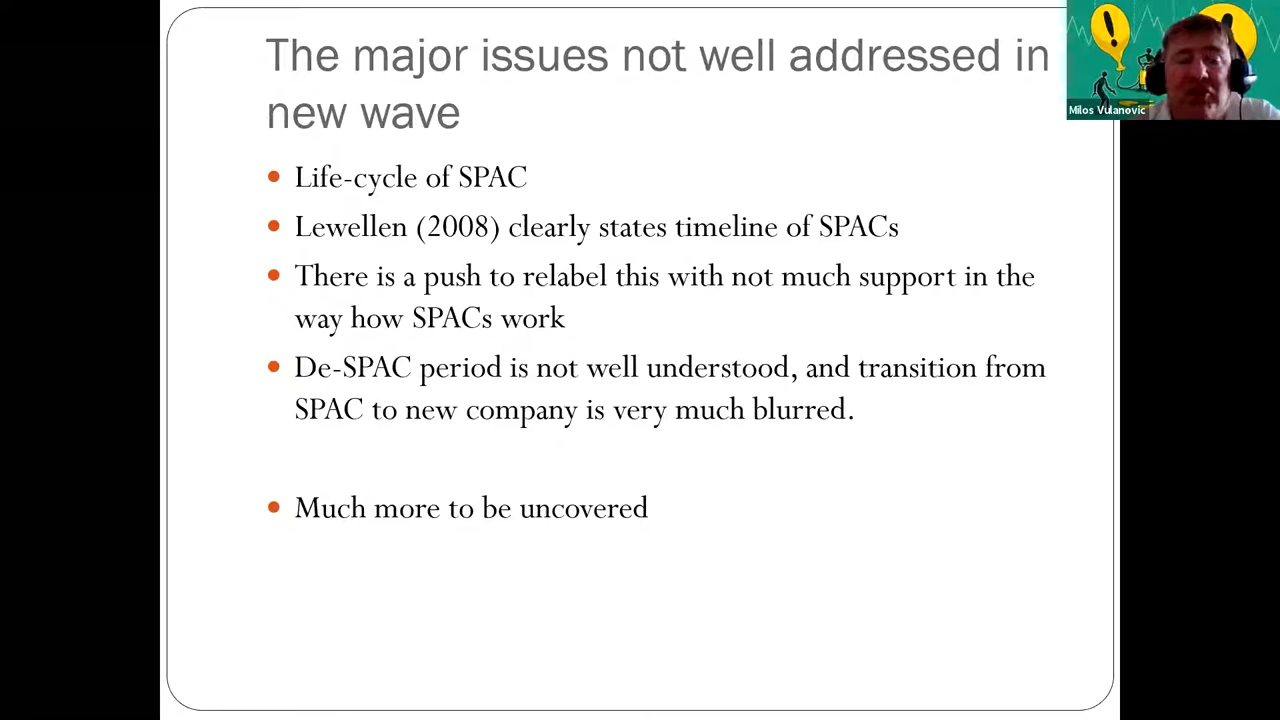 The major issues not well addressed in
new wave
Life-cycle of SPAC
Lewellen (2008) clearly states timeline of SPACs
There is a push to relabel this with not much support in the
way how SPACs work
De-SPAC period is not well understood, and transition from
SPAC to new company is very much blurred.
Much more to be uncovered
Milos Vulanovic